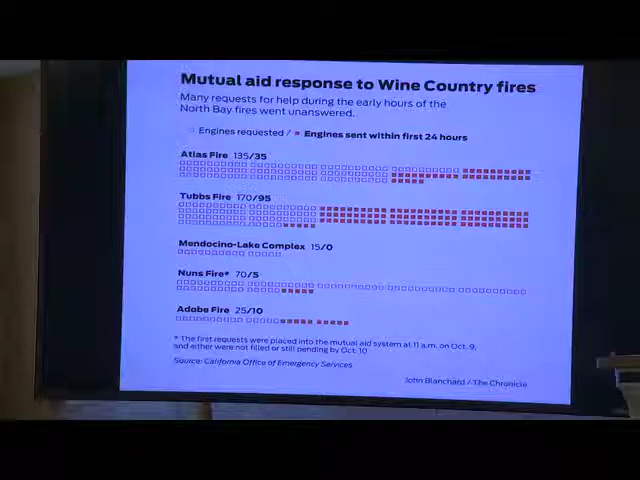 Mutual aid response to Wine Country fires
Many requests for help during the early hours of the
North Bay fires went unanswered.
Engines requested / Engines sent within first 24 hours
Atlas Fire 135/35
Tubbs Fire 170/95
Mendocino-Lake Complex 15/0
Nuns Fire* 70/5
Adobe Fire 25/10
* The first requests were placed into the mutual aid system at 11 a.m. on Oct. 9,
and either were not filled or still pending by Oct. 10
Source: California Office of Emergency Services
John Blanchard / The Chronicle